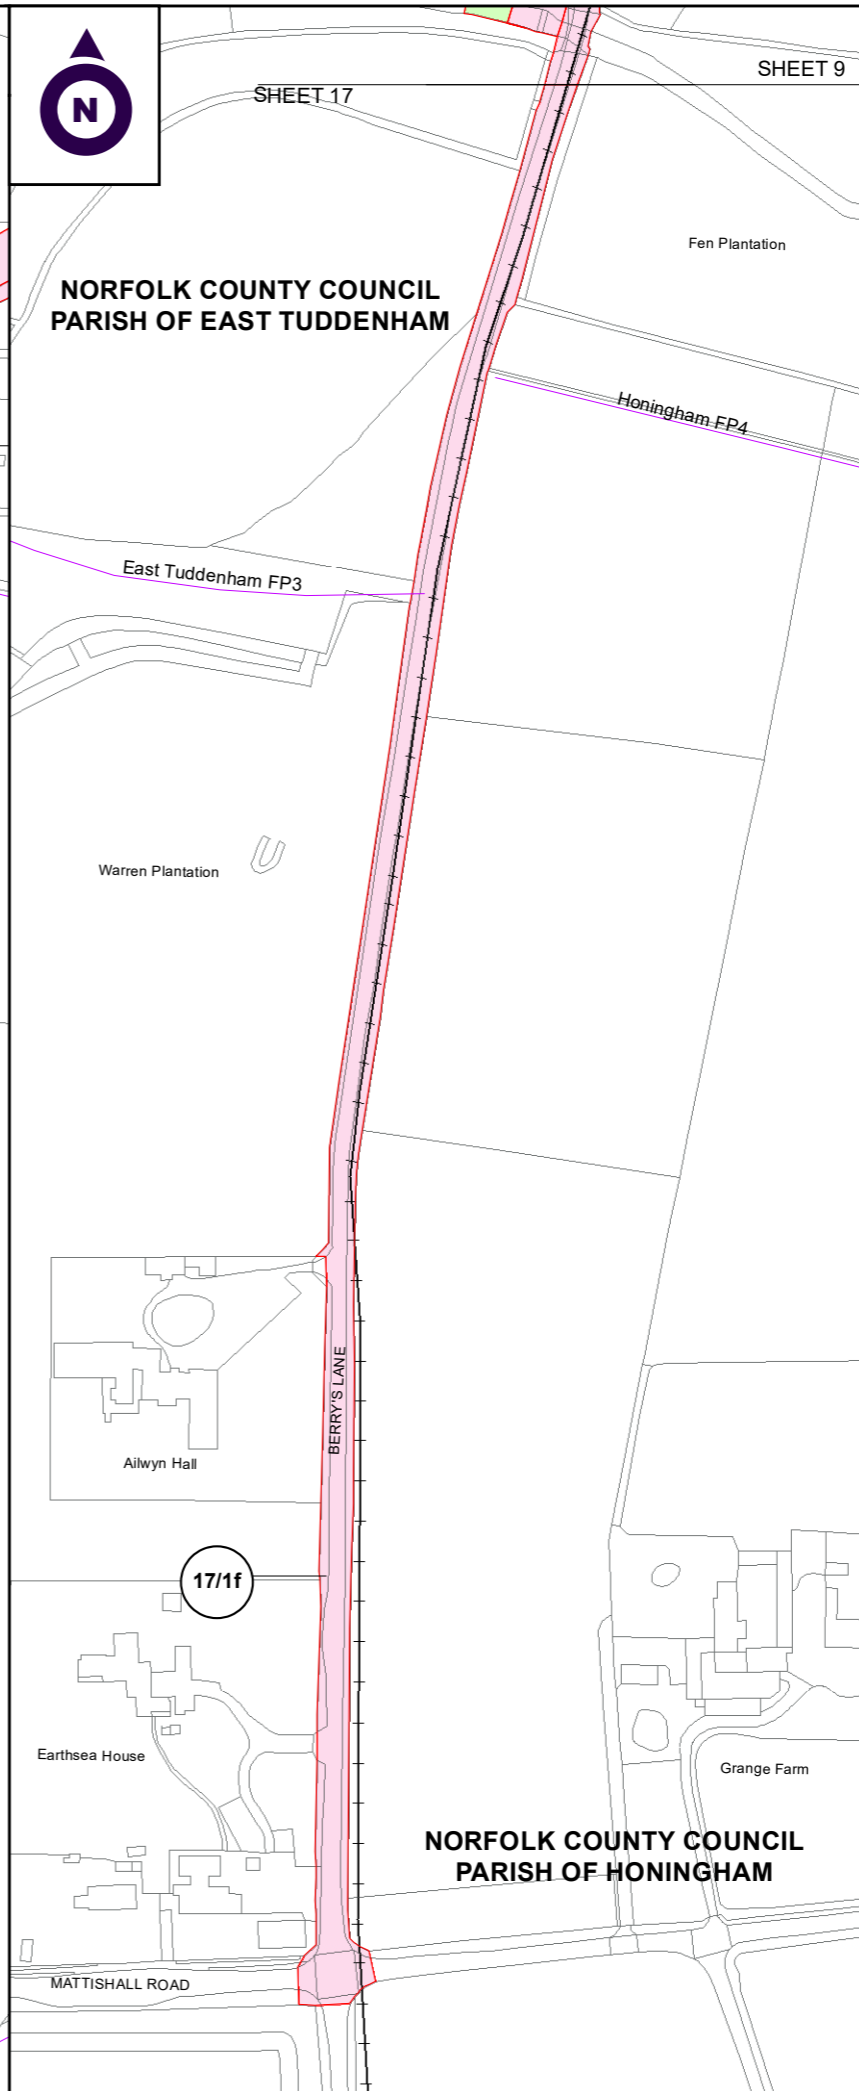 N
SHEET 9
SHEET 17
Fen Plantation
NORFOLK COUNTY COUNCIL
PARISH OF EAST TUDDENHAM
Honingham FP4
East Tuddenham FP3
Warren Plantation
BERRY'S LANE
Ailwyn Hall
17/1f
Earthsea House
Grange Farm
NORFOLK COUNTY COUNCIL
PARISH OF HONINGHAM
MATTISHALL ROAD